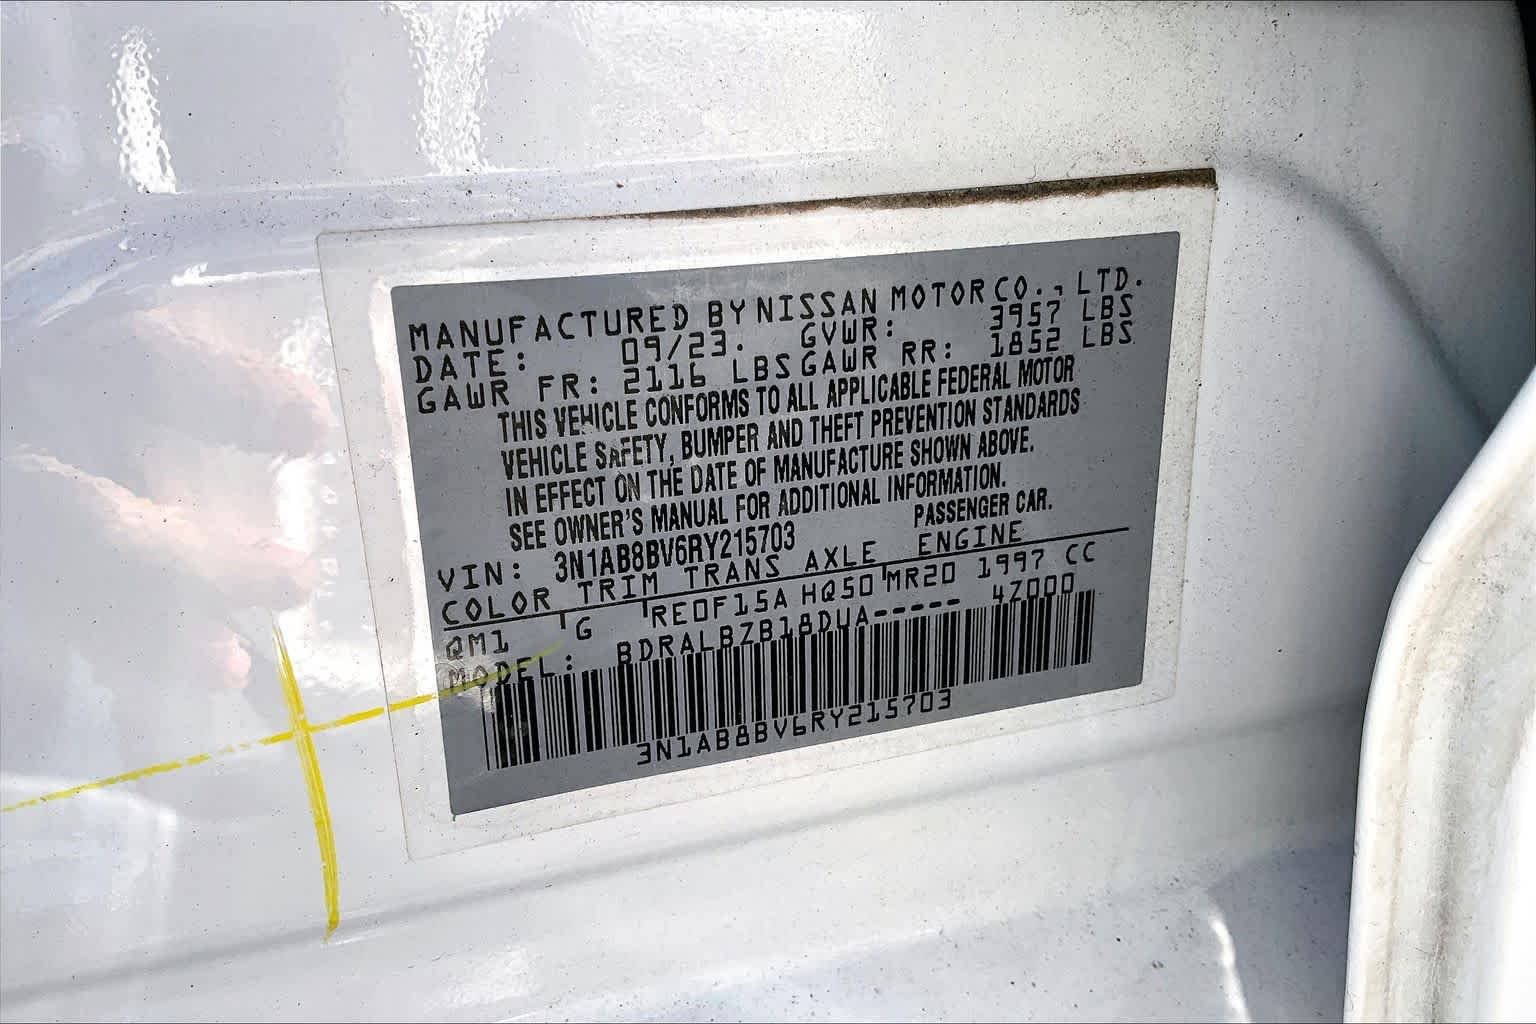 MANUFACTURED BY NISSAN MOTOR CO., LTD.
DATE: 09/23. GVWR: 3957 LBS
GAWR FR: 2116 LBS GAWR RR: 1852 LBS
THIS VEHICLE CONFORMS TO ALL APPLICABLE FEDERAL MOTOR
VEHICLE SAFETY, BUMPER AND THEFT PREVENTION STANDARDS
IN EFFECT ON THE DATE OF MANUFACTURE SHOWN ABOVE.
SEE OWNER'S MANUAL FOR ADDITIONAL INFORMATION.
VIN: 3N1AB8BV6RY215703 PASSENGER CAR.
COLOR TRIM TRANS AXLE ENGINE
QM1 G RE0F15A HQ50 MR20 1997 CC
MODEL: BDRALBZB18DUA----- 4Z000
3N1AB8BV6RY215703